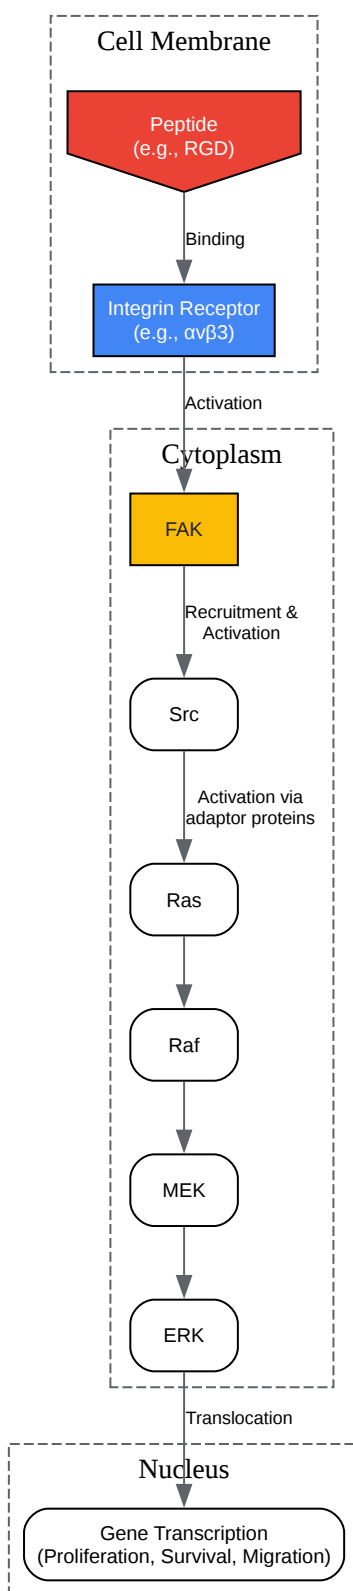 Cell Membrane
Peptide
(e.g., RGD)
Binding
Integrin Receptor
(e.g., αvβ3)
Activation
Cytoplasm
FAK
Recruitment &
Activation
Src
Activation via
adaptor proteins
Ras
Raf
MEK
ERK
Translocation
Nucleus
Gene Transcription
(Proliferation, Survival, Migration)